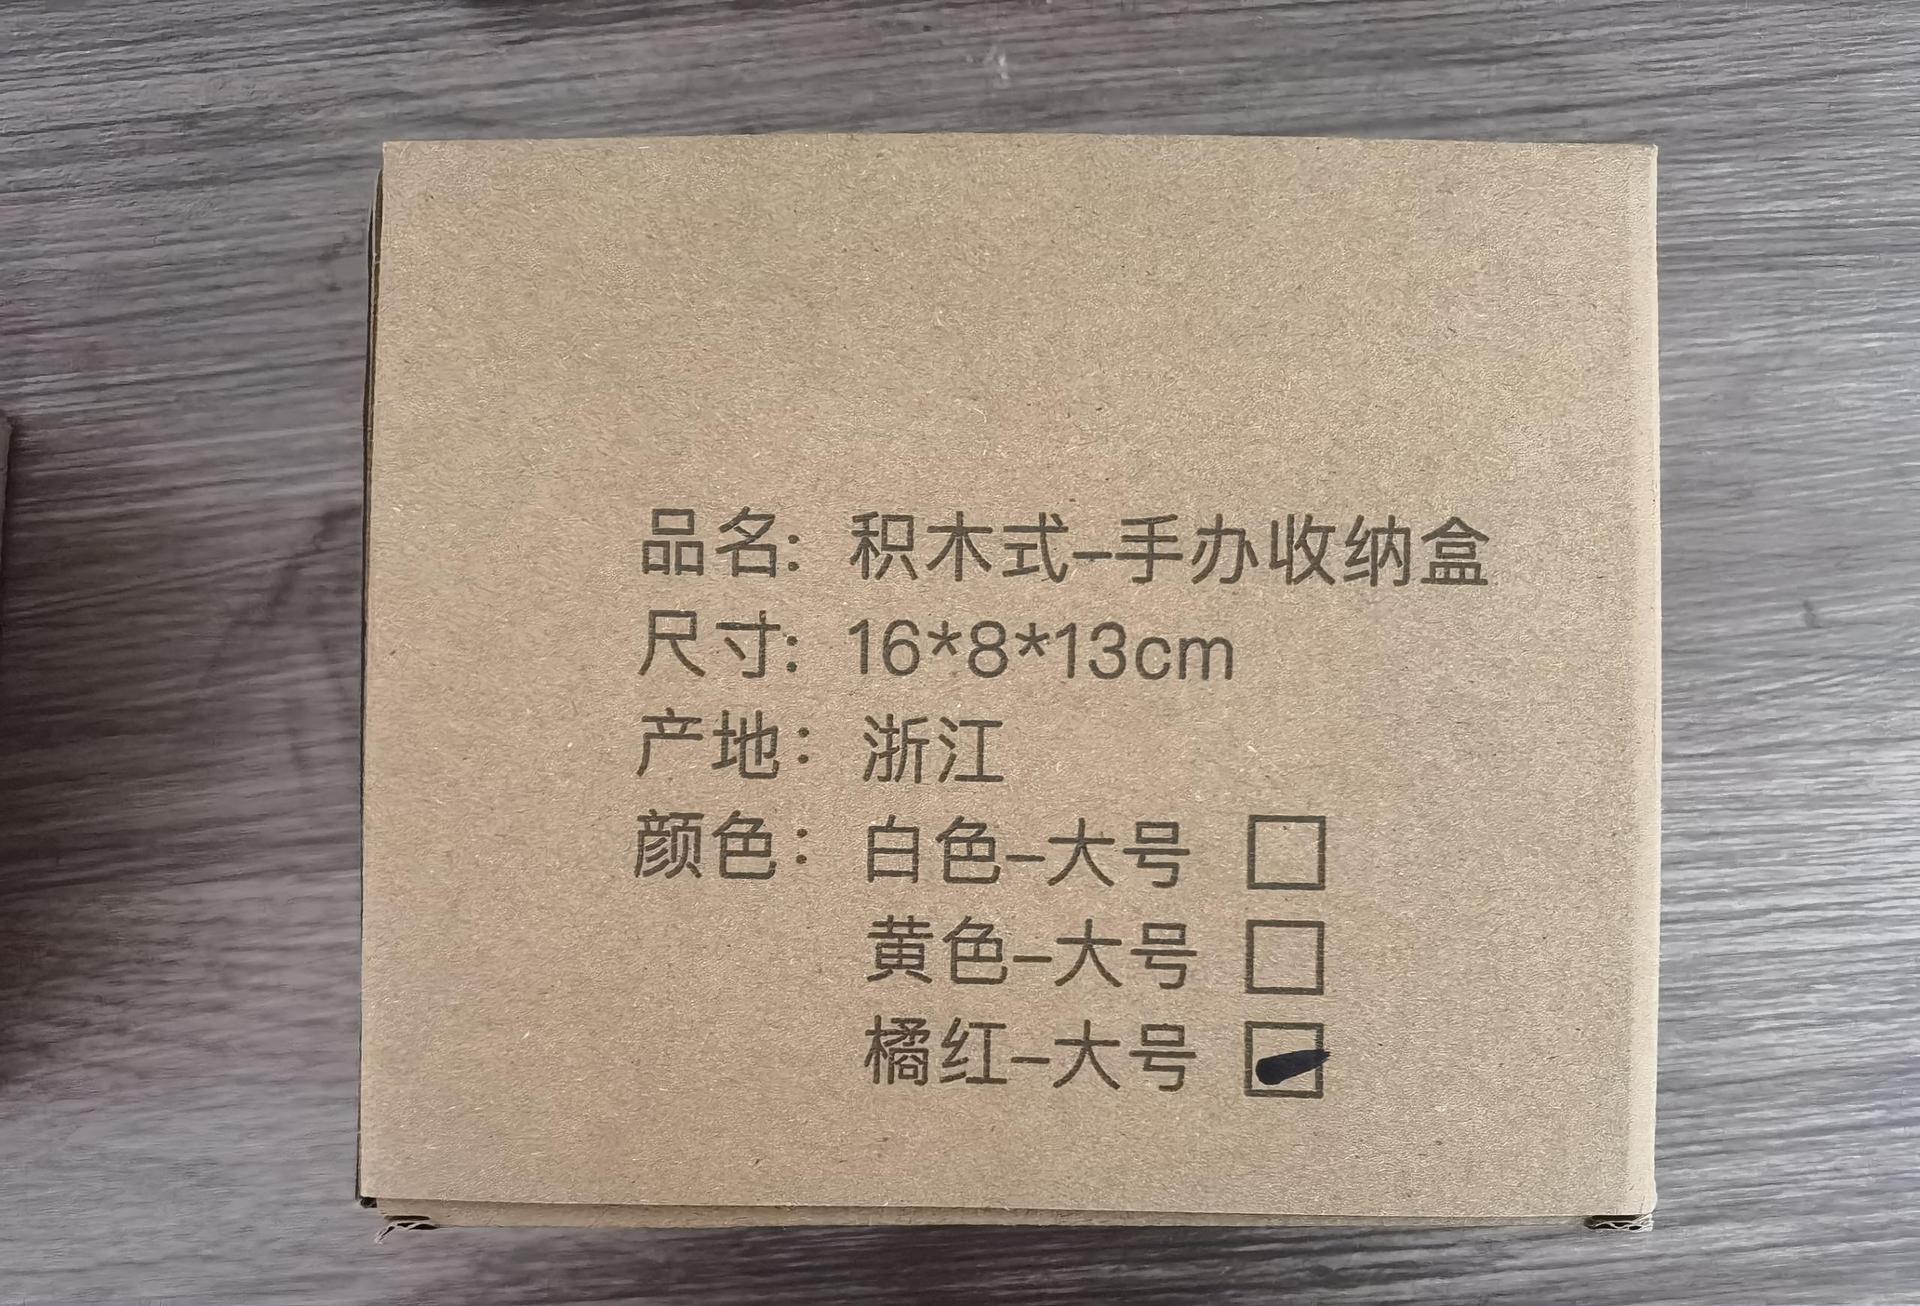 品名：积木式-手办收纳盒
尺寸：16*8*13cm
产地：浙江
颜色：白色-大号 □
黄色-大号 □
橘红-大号 ☑